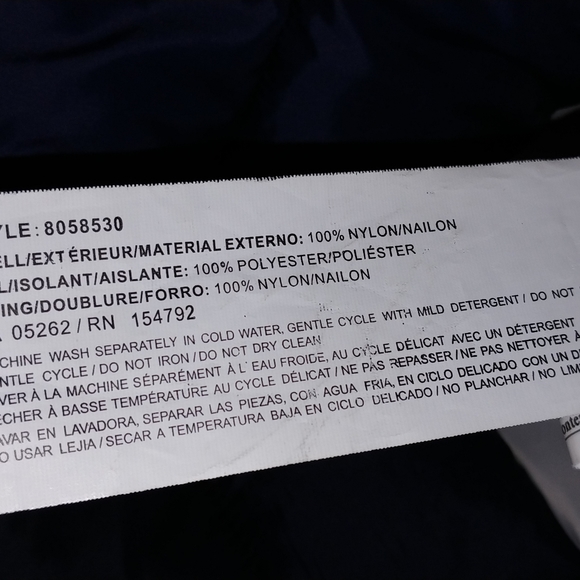 YLE: 8058530
ELL/EXTÉRIEUR/MATERIAL EXTERNO: 100% NYLON/NAILON
L/ISOLANT/AISLANTE: 100% POLYESTER/POLIÉSTER
ING/DOUBLURE/FORRO: 100% NYLON/NAILON
05262 / RN 154792
CHINE WASH SEPARATELY IN COLD WATER, GENTLE CYCLE WITH MILD DETERGENT / DO NOT
NTLE CYCLE / DO NOT IRON / DO NOT DRY CLEAN
VER À LA MACHINE SÉPARÉMENT À L' EAU FROIDE, AU CYCLE DÉLICAT AVEC UN DÉTERGENT
ÉCHER À BASSE TEMPÉRATURE AU CYCLE DÉLICAT / NE PAS REPASSER / NE PAS NETTOYER À
AVAR EN LAVADORA, SEPARAR LAS PIEZAS, CON AGUA FRIA, EN CICLO DELICADO CON UN D
O USAR LEJIA / SECAR A TEMPERATURA BAJA EN CICLO DELICADO / NO PLANCHAR / NO LIM